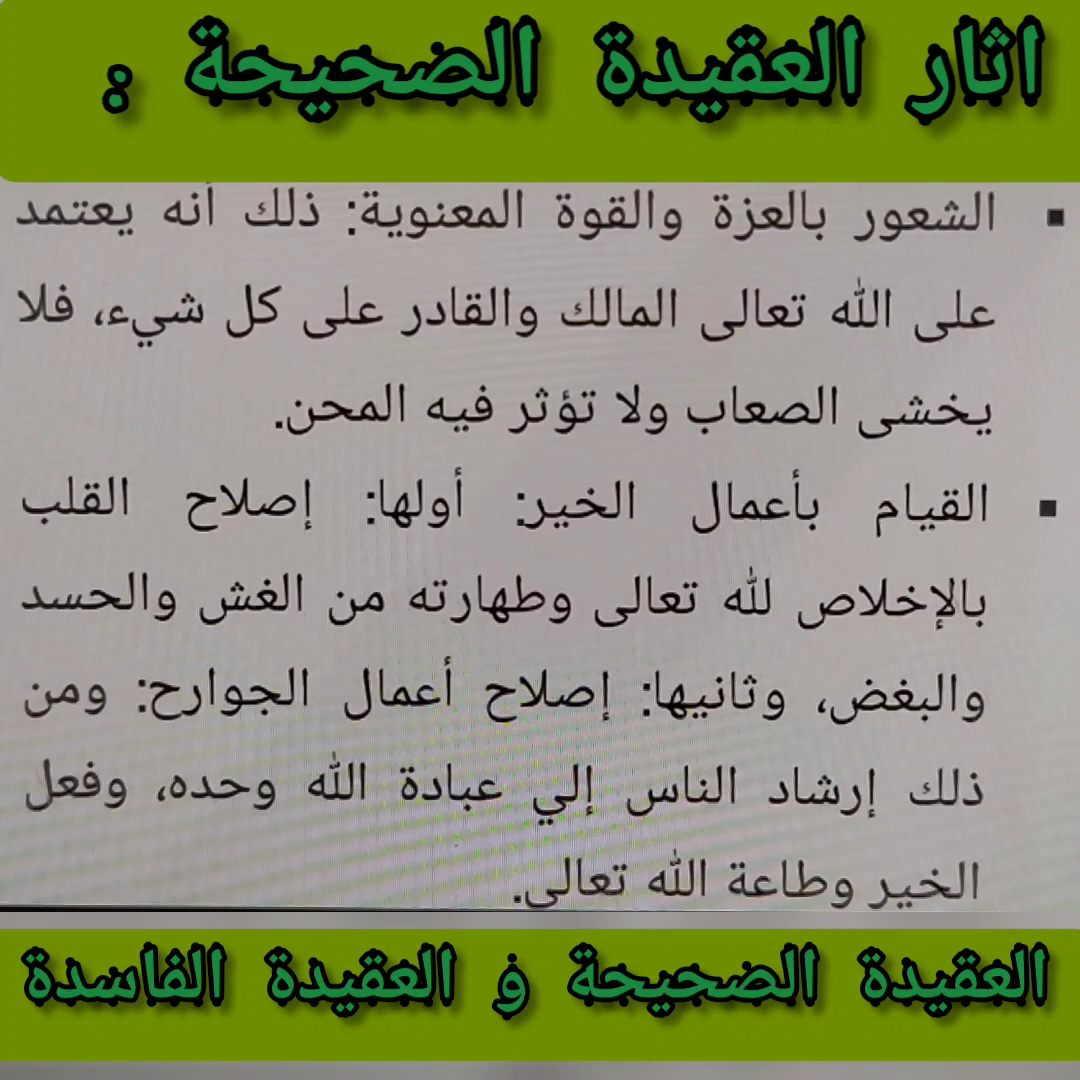 اثار العقيدة الصحيحة :
▪ الشعور بالعزة والقوة المعنوية: ذلك أنه يعتمد
على الله تعالى المالك والقادر على كل شيء، فلا
يخشى الصعاب ولا تؤثر فيه المحن.
▪ القيام بأعمال الخير: أولها: إصلاح القلب
بالإخلاص لله تعالى وطهارته من الغش والحسد
والبغض، وثانيها: إصلاح أعمال الجوارح: ومن
ذلك إرشاد الناس إلي عبادة الله وحده، وفعل
الخير وطاعة الله تعالى.
العقيدة الصحيحة و العقيدة الفاسدة